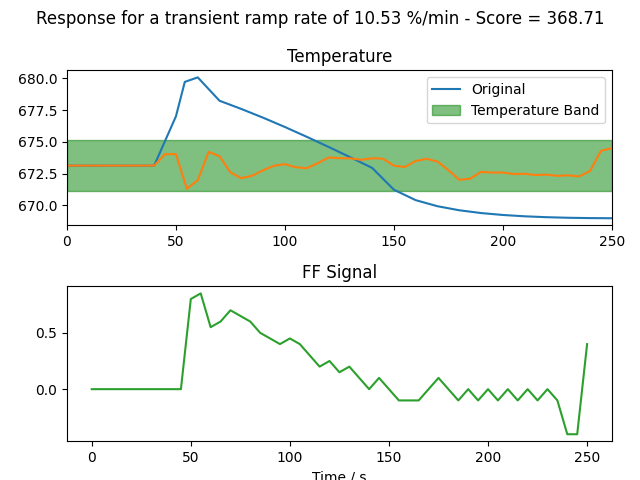 Response for a transient ramp rate of 10.53 %/min - Score = 368.71
Temperature
680.0
677.5
675.0
672.5
670.0
Original
Temperature Band
0 50 100 150 200 250
FF Signal
0.5
0.0
0 50 100 150 200 250
Time / s